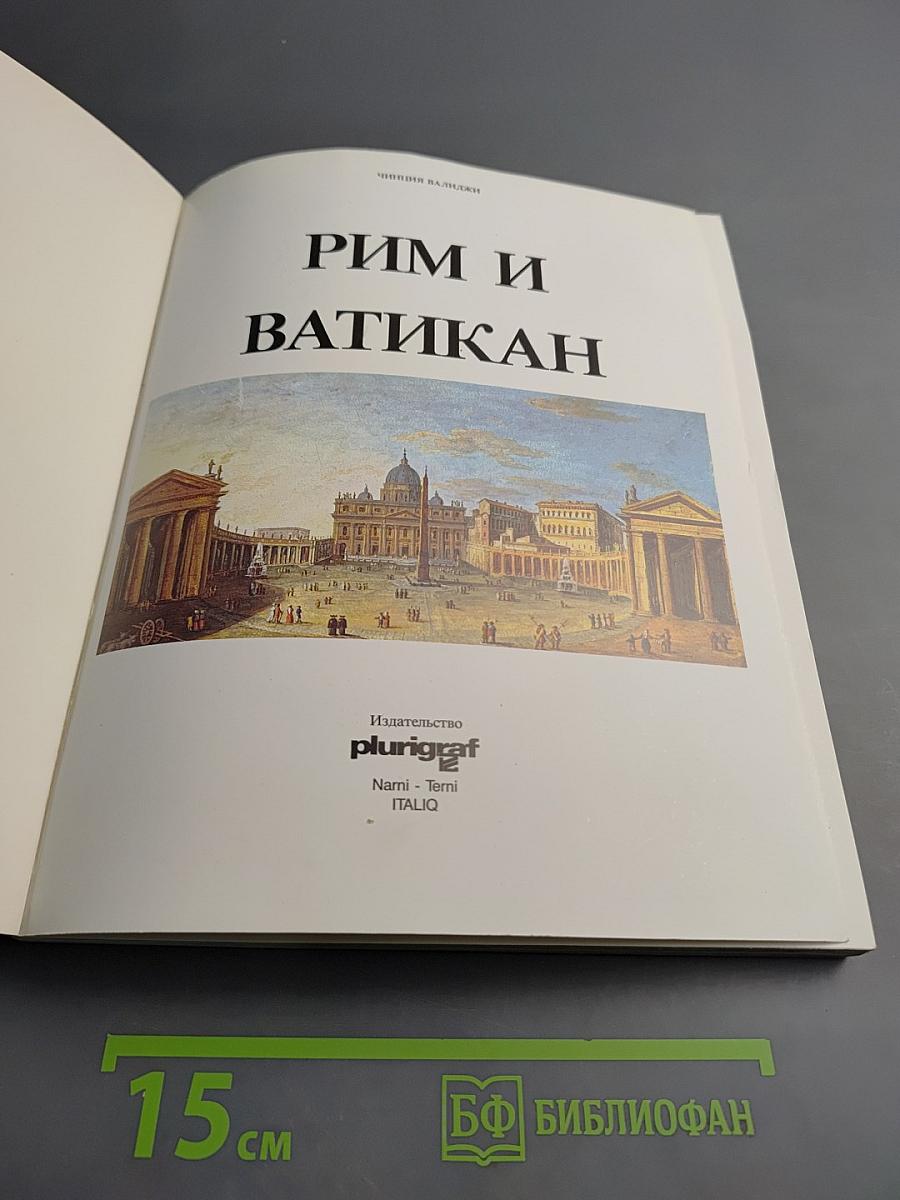 ЧИНЦИЯ ВАЛИДЖИ
РИМ И
ВАТИКАН
Издательство
plurigraf
Narni - Terni
ITALIQ
15 см
БФ БИБЛИОФАН